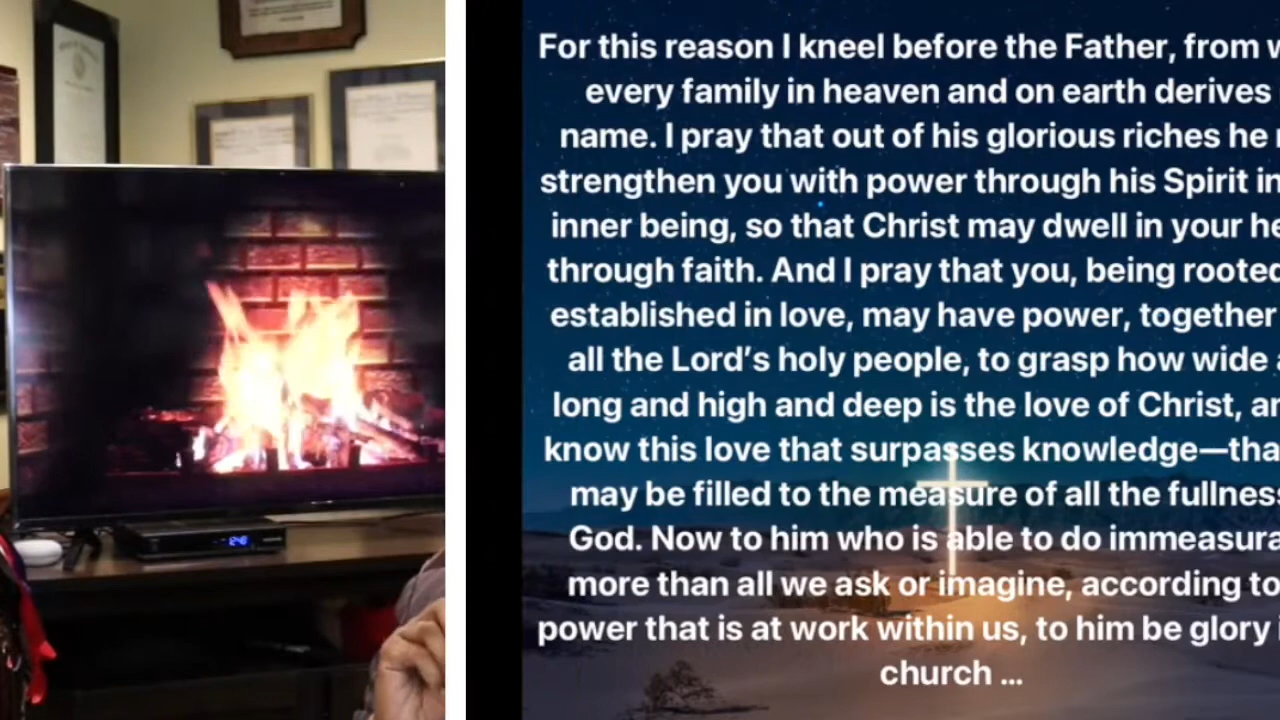 For this reason I kneel before the Father, from
every family in heaven and on earth derives
name. I pray that out of his glorious riches he
strengthen you with power through his Spirit in
inner being, so that Christ may dwell in your
through faith. And I pray that you, being rooted
established in love, may have power, together
all the Lord’s holy people, to grasp how wide
long and high and deep is the love of Christ,
know this love that surpasses knowledge—
may be filled to the measure of all the
God. Now to him who is able to do
more than all we ask or imagine, according to
power that is at work within us, to him be glory
church ...